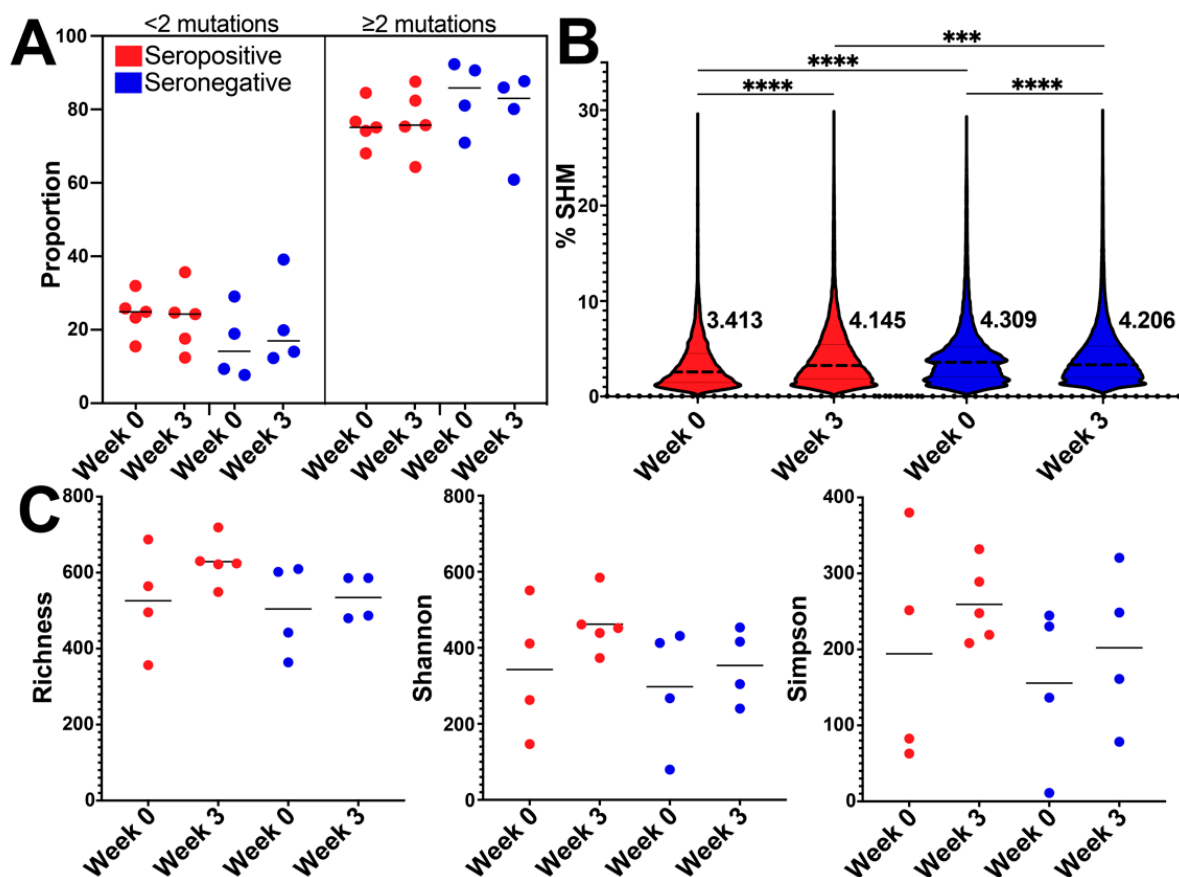 A
<2 mutations
≥2 mutations
Seropositive
Seronegative
Proportion
100
80
60
40
20
0
Week 0
Week 3
Week 0
Week 3
Week 0
Week 3
Week 0
Week 3
B
***
****
****
****
% SHM
30
20
10
0
3.413
4.145
4.309
4.206
Week 0
Week 3
Week 0
Week 3
C
Richness
800
600
400
200
0
Week 0
Week 3
Week 0
Week 3
Shannon
800
600
400
200
0
Week 0
Week 3
Week 0
Week 3
Simpson
400
300
200
100
0
Week 0
Week 3
Week 0
Week 3